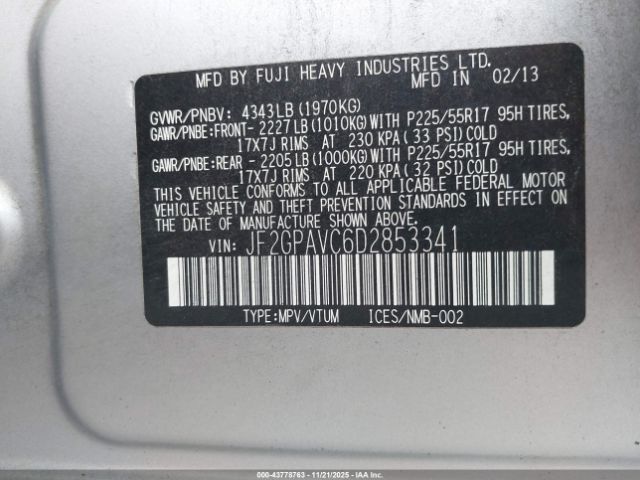 MFD BY FUJI HEAVY INDUSTRIES LTD.
MFD IN 02/13
GVWR/PNBV: 4343LB (1970KG)
GAWR/PNBE:FRONT- 2227LB(1010KG)WITH P225/55R17 95H TIRES,
17X7J RIMS AT 230 KPA( 33 PSI)COLD
GAWR/PNBE:REAR - 2205LB(1000KG)WITH P225/55R17 95H TIRES,
17X7J RIMS AT 220 KPA( 32 PSI)COLD
THIS VEHICLE CONFORMS TO ALL APPLICABLE FEDERAL MOTOR
VEHICLE SAFETY AND THEFT PREVENTION STANDARDS IN EFFECT ON
THE DATE OF MANUFACTURE SHOWN ABOVE.
VIN: JF2GPAVC6D2853341
TYPE:MPV/VTUM ICES/NMB-002
000-43778763 - 11/21/2025 - IAA Inc. Copyright